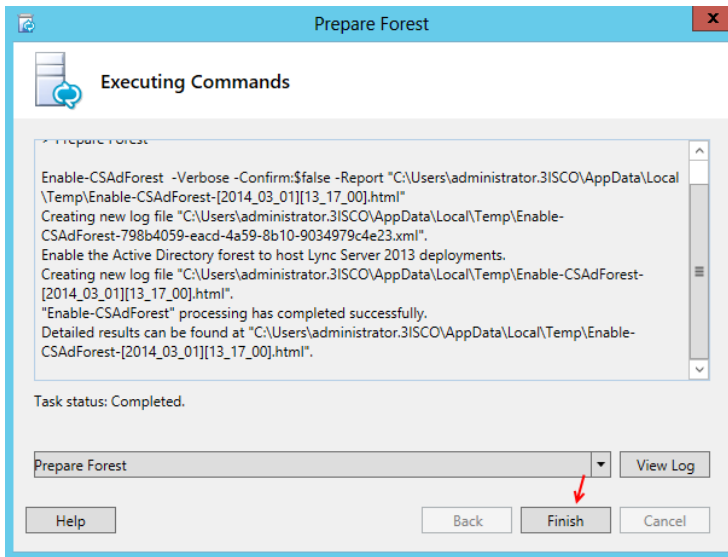 Prepare Forest
x
Executing Commands
> Prepare Forest
Enable-CSAdForest -Verbose -Confirm:$false -Report "C:\Users\administrator.3ISCO\AppData\Local
\Temp\Enable-CSAdForest-[2014_03_01][13_17_00].html"
Creating new log file "C:\Users\administrator.3ISCO\AppData\Local\Temp\Enable-
CSAdForest-798b4059-eacd-4a59-8b10-9034979c4e23.xml".
Enable the Active Directory forest to host Lync Server 2013 deployments.
Creating new log file "C:\Users\administrator.3ISCO\AppData\Local\Temp\Enable-CSAdForest-
[2014_03_01][13_17_00].html".
"Enable-CSAdForest" processing has completed successfully.
Detailed results can be found at "C:\Users\administrator.3ISCO\AppData\Local\Temp\Enable-
CSAdForest-[2014_03_01][13_17_00].html".
Task status: Completed.
Prepare Forest
View Log
Help
Back
Finish
Cancel